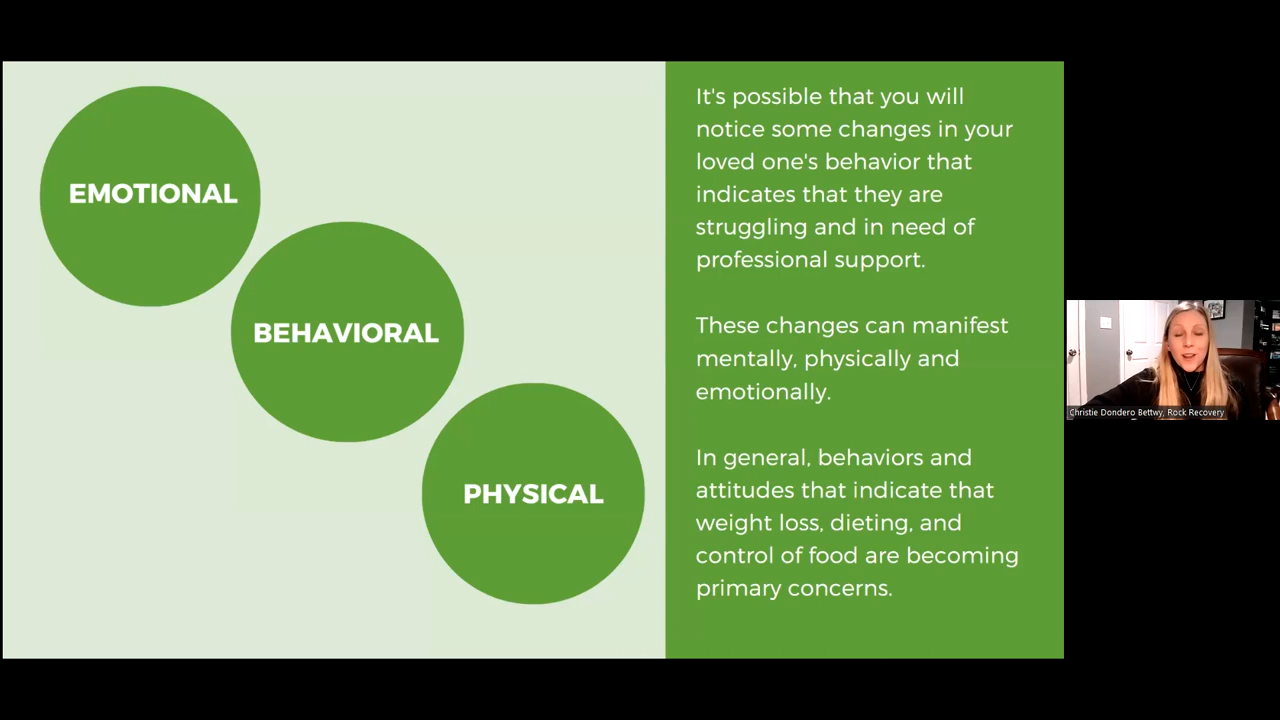 EMOTIONAL
BEHAVIORAL
PHYSICAL
It's possible that you will
notice some changes in your
loved one's behavior that
indicates that they are
struggling and in need of
professional support.
These changes can manifest
mentally, physically and
emotionally.
In general, behaviors and
attitudes that indicate that
weight loss, dieting, and
control of food are becoming
primary concerns.
Christie Dondero Bettwy, Rock Recovery